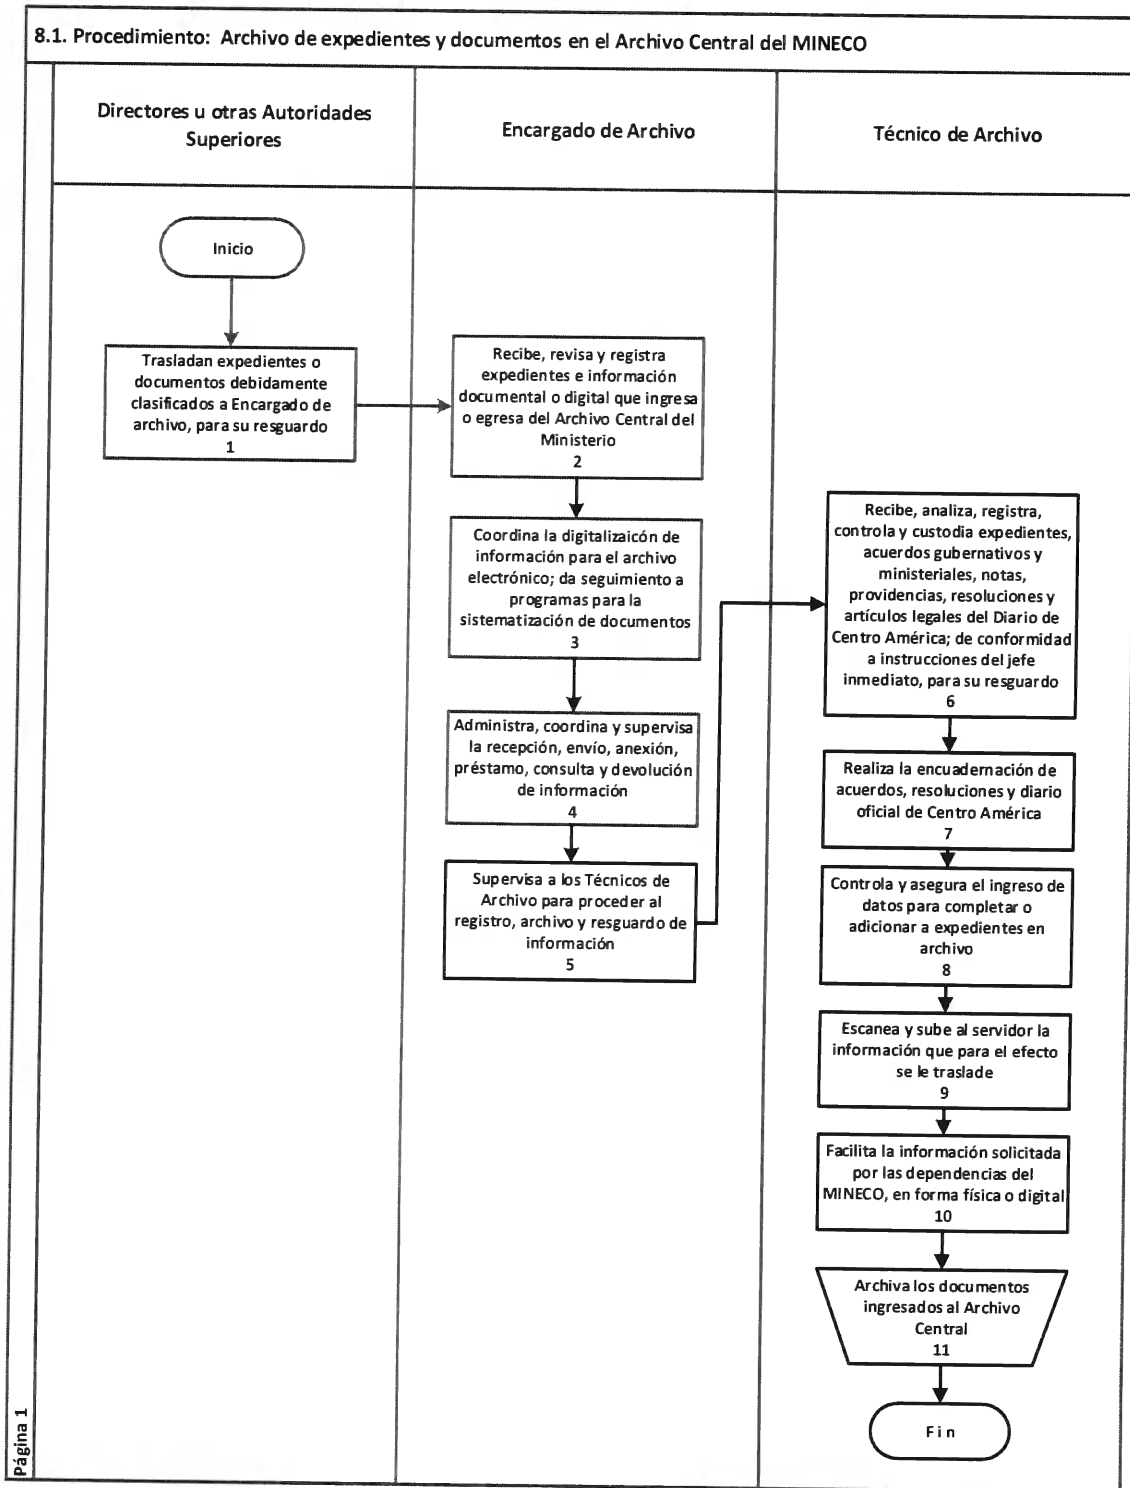 8.1. Procedimiento: Archivo de expedientes y documentos en el Archivo Central del MINECO
Directores u otras Autoridades
Superiores
Encargado de Archivo
Técnico de Archivo
Inicio
Trasladan expedientes o
documentos debidamente
clasificados a Encargado de
archivo, para su resguardo
1
Recibe, revisa y registra
expedientes e información
documental o digital que ingresa
o egresa del Archivo Central del
Ministerio
2
Coordina la digitalizaicón de
información para el archivo
electrónico; da seguimiento a
programas para la
sistematización de documentos
3
Administra, coordina y supervisa
la recepción, envío, anexión,
préstamo, consulta y devolución
de información
4
Supervisa a los Técnicos de
Archivo para proceder al
registro, archivo y resguardo de
información
5
Recibe, analiza, registra,
controla y custodia expedientes,
acuerdos gubernativos y
ministeriales, notas,
providencias, resoluciones y
artículos legales del Diario de
Centro América; de conformidad
a instrucciones del jefe
inmediato, para su resguardo
6
Realiza la encuadernación de
acuerdos, resoluciones y diario
oficial de Centro América
7
Controla y asegura el ingreso de
datos para completar o
adicionar a expedientes en
archivo
8
Escanea y sube al servidor la
información que para el efecto
se le traslade
9
Facilita la información solicitada
por las dependencias del
MINECO, en forma física o digital
10
Archiva los documentos
ingresados al Archivo
Central
11
Fin
Página 1